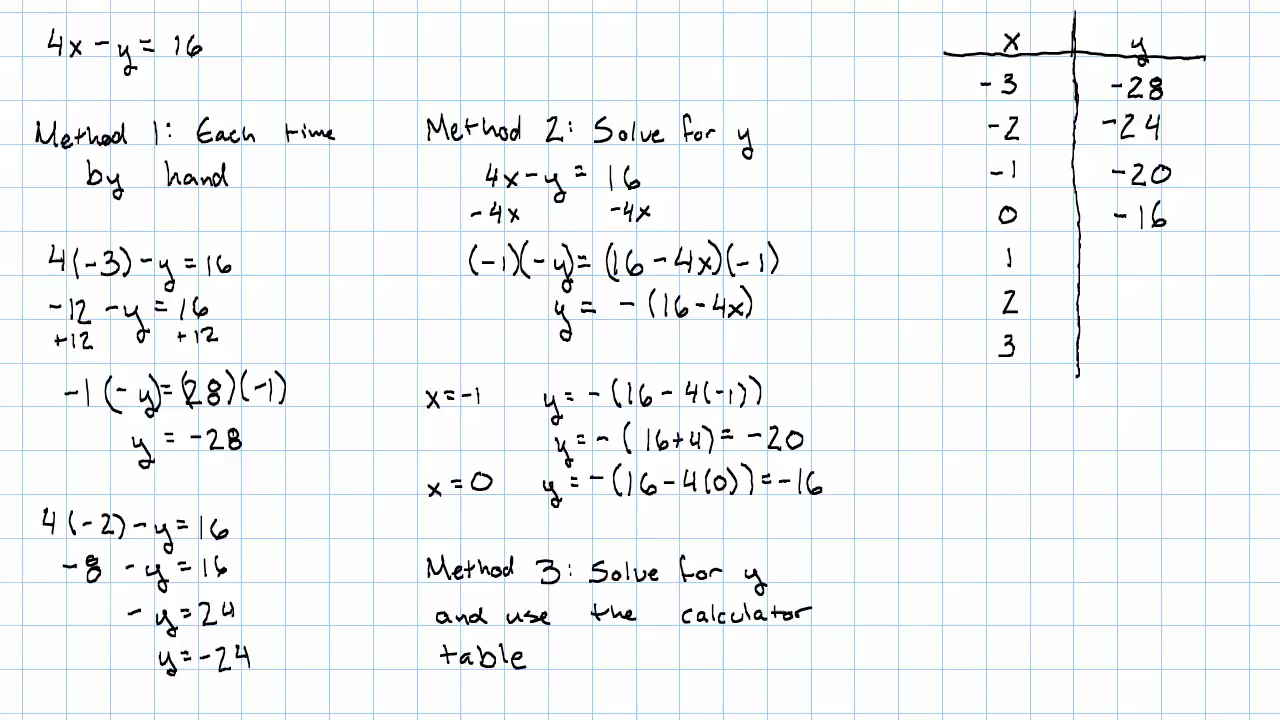 4x - y = 16
Method 1: Each time
by hand
4(-3) - y = 16
-12 - y = 16
+12 +12
-1(-y) = (28)(-1)
y = -28
4(-2) - y = 16
-8 - y = 16
- y = 24
y = -24
Method 2: Solve for y
4x - y = 16
-4x -4x
(-1)(-y) = (16 - 4x)(-1)
y = -(16 - 4x)
x = -1 y = -(16 - 4(-1))
y = -(16+4) = -20
x = 0 y = -(16 - 4(0)) = -16
Method 3: Solve for y
and use the calculator
table
x y
-3 -28
-2 -24
-1 -20
0 -16
1
2
3